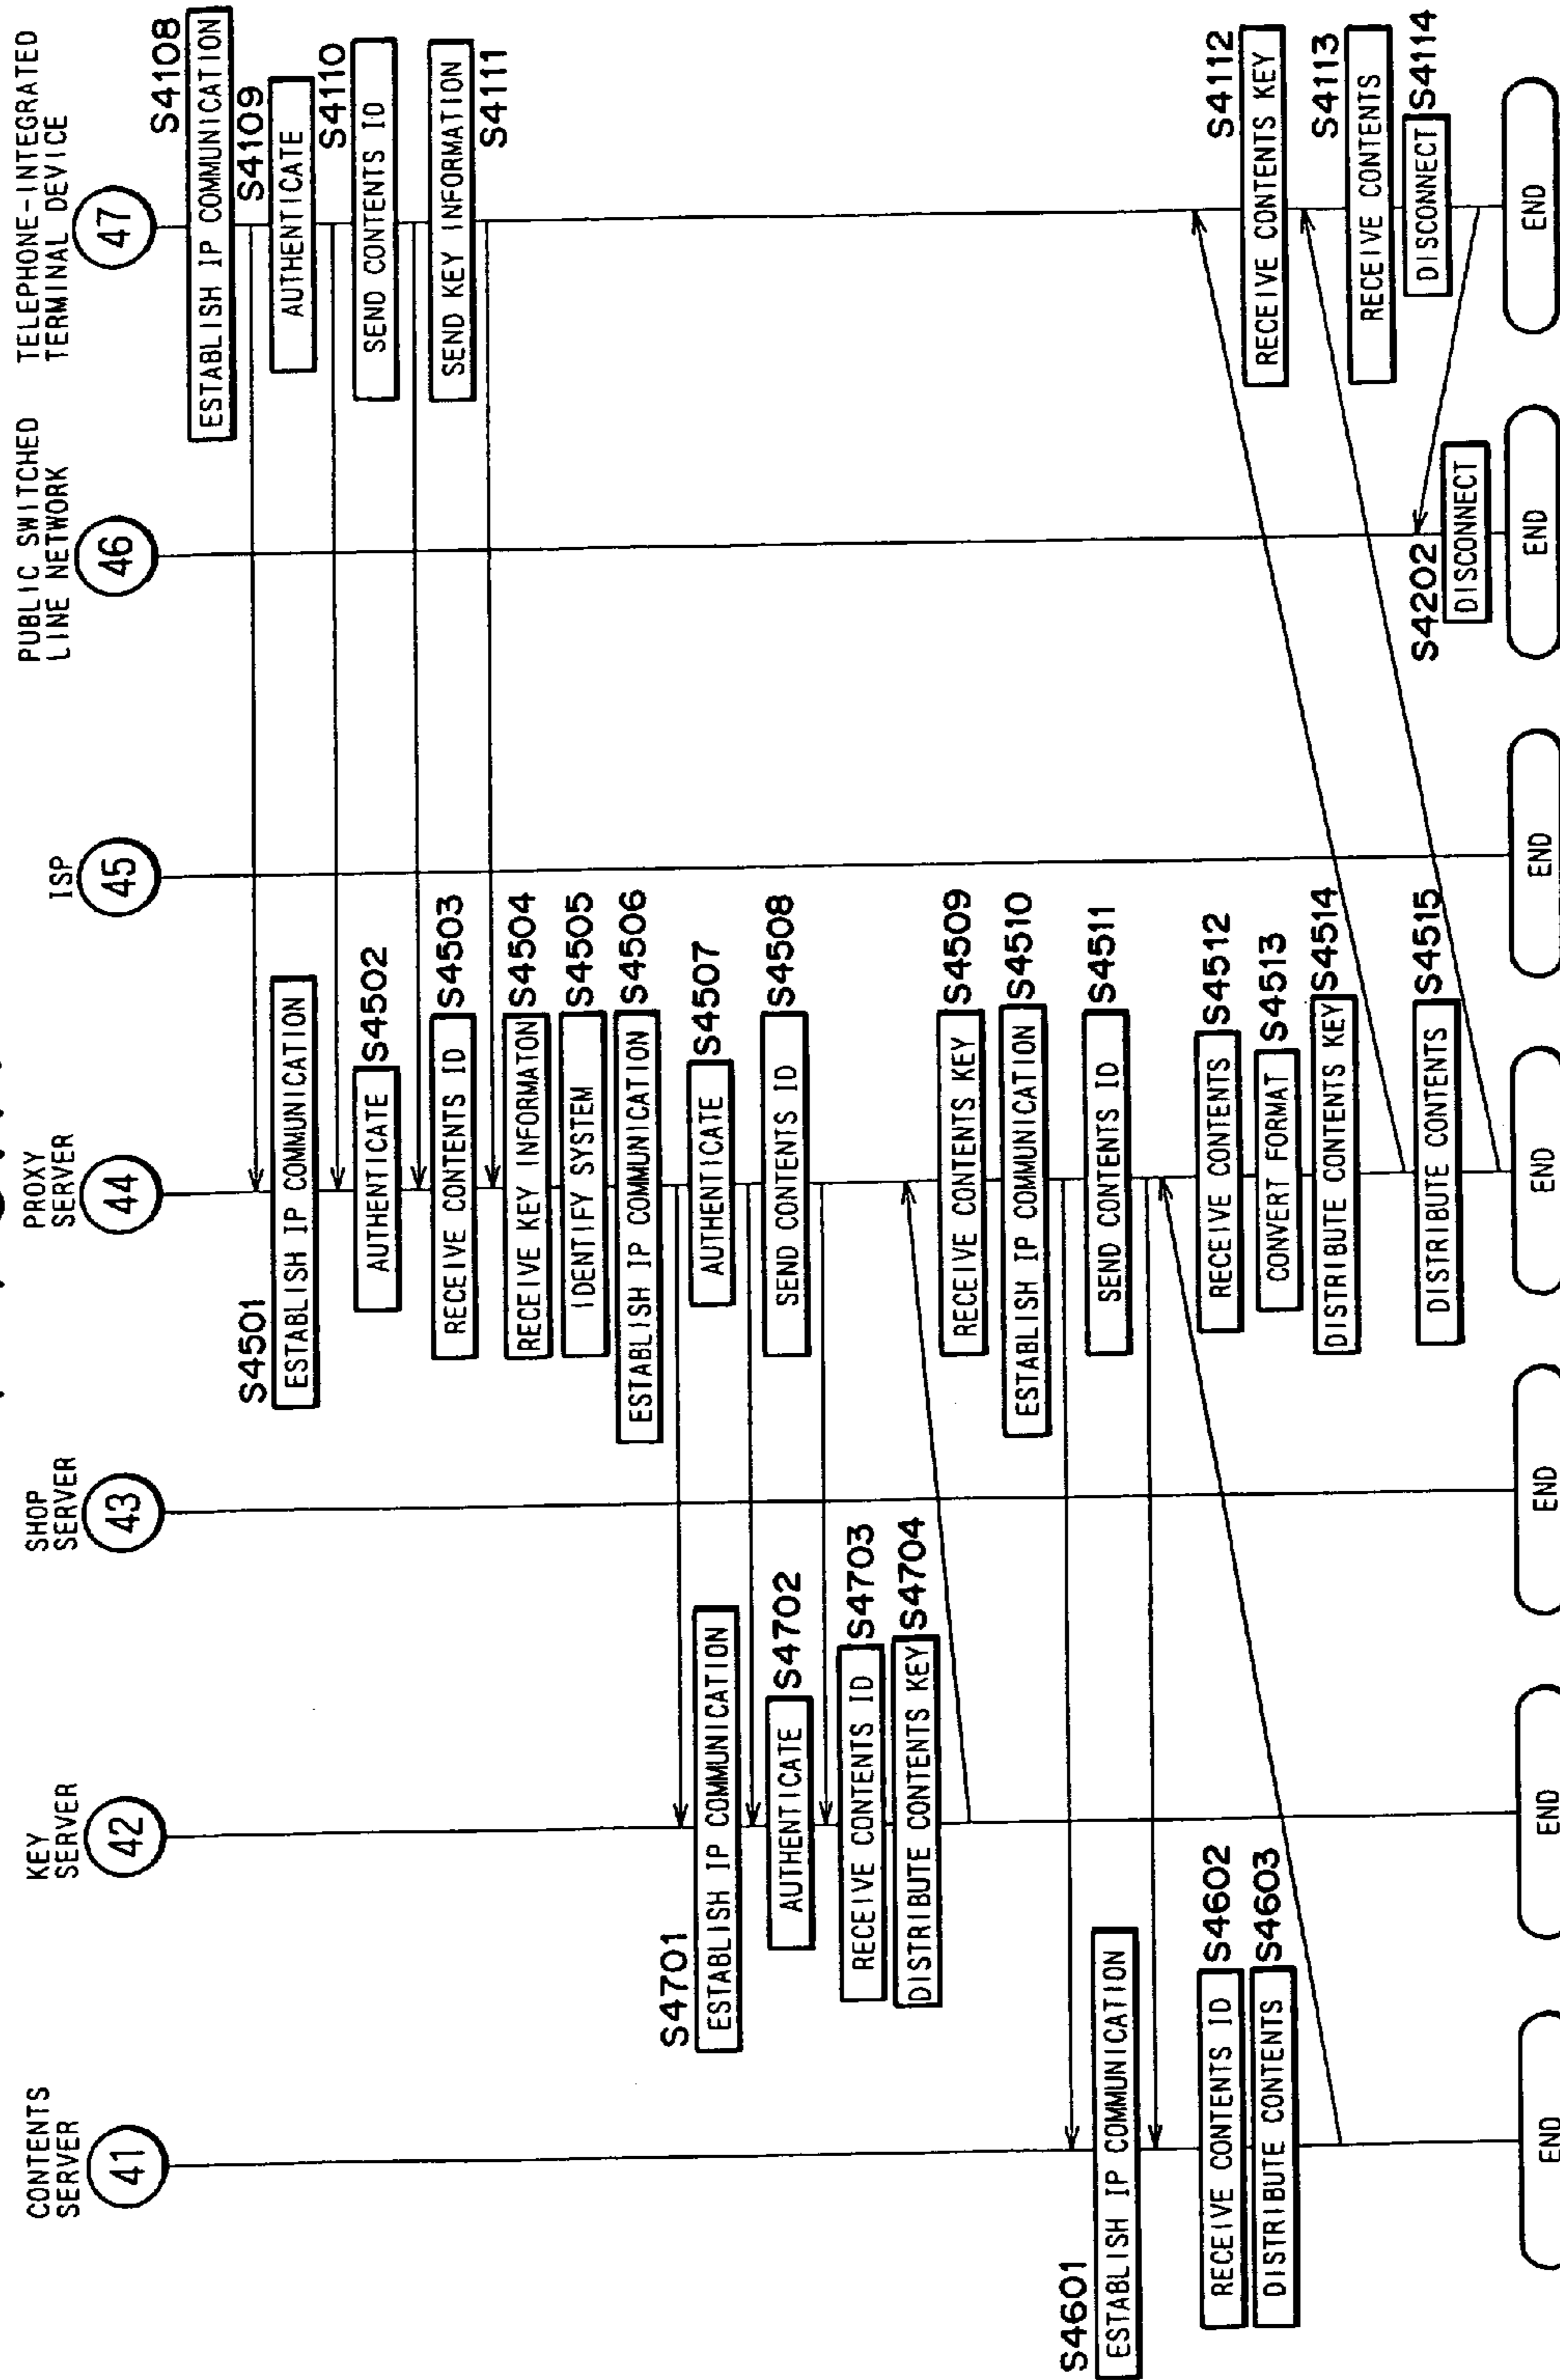 CONTENTS
SERVER
41
KEY
SERVER
42
SHOP
SERVER
43
PROXY
SERVER
44
ISP
45
PUBLIC SWITCHED
LINE NETWORK
46
TELEPHONE-INTEGRATED
TERMINAL DEVICE
47
S4108
ESTABLISH IP COMMUNICATION
S4109
AUTHENTICATE
S4110
SEND CONTENTS ID
SEND KEY INFORMATION
S4111
S4501
ESTABLISH IP COMMUNICATION
AUTHENTICATE S4502
RECEIVE CONTENTS ID S4503
RECEIVE KEY INFORMATON S4504
IDENTIFY SYSTEM S4505
ESTABLISH IP COMMUNICATION S4506
S4701
ESTABLISH IP COMMUNICATION
AUTHENTICATE S4507
AUTHENTICATE S4702
SEND CONTENTS ID S4508
RECEIVE CONTENTS ID S4703
DISTRIBUTE CONTENTS KEY S4704
RECEIVE CONTENTS KEY S4509
ESTABLISH IP COMMUNICATION S4510
S4601
ESTABLISH IP COMMUNICATION
SEND CONTENTS ID S4511
RECEIVE CONTENTS ID S4602
DISTRIBUTE CONTENTS S4603
RECEIVE CONTENTS S4512
CONVERT FORMAT S4513
DISTRIBUTE CONTENTS KEY S4514
S4112
RECEIVE CONTENTS KEY
DISTRIBUTE CONTENTS S4515
S4113
RECEIVE CONTENTS
DISCONNECT S4114
S4202
DISCONNECT
END
END
END
END
END
END
END